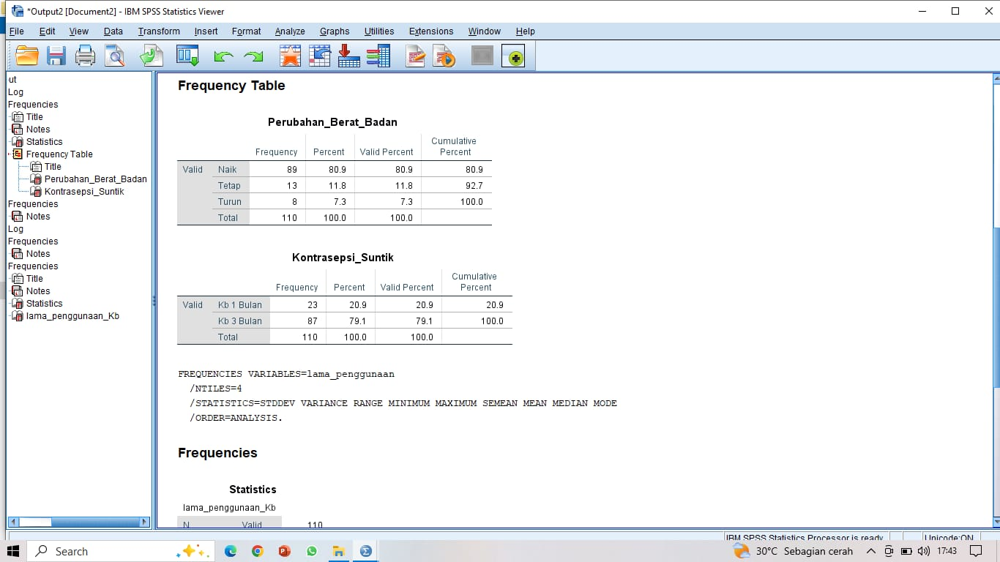 *Output2 [Document2] - IBM SPSS Statistics Viewer
File Edit View Data Transform Insert Format Analyze Graphs Utilities Extensions Window Help
ut
Log
Frequencies
Title
Notes
Statistics
Frequency Table
Title
Perubahan_Berat_Badan
Kontrasepsi_Suntik
Frequencies
Notes
Log
Frequencies
Notes
Frequencies
Title
Notes
Statistics
lama_penggunaan_Kb
Frequency Table
Perubahan_Berat_Badan
Frequency Percent Valid Percent Cumulative Percent
Valid Naik 89 80.9 80.9 80.9
Tetap 13 11.8 11.8 92.7
Turun 8 7.3 7.3 100.0
Total 110 100.0 100.0
Kontrasepsi_Suntik
Frequency Percent Valid Percent Cumulative Percent
Valid Kb 1 Bulan 23 20.9 20.9 20.9
Kb 3 Bulan 87 79.1 79.1 100.0
Total 110 100.0 100.0
FREQUENCIES VARIABLES=lama_penggunaan
/NTILES=4
/STATISTICS=STDDEV VARIANCE RANGE MINIMUM MAXIMUM SEMEAN MEAN MEDIAN MODE
/ORDER=ANALYSIS.
Frequencies
Statistics
lama_penggunaan_Kb
N Valid 110
IBM SPSS Statistics Processor is ready Unicode:ON
Search 30°C Sebagian cerah 17:43